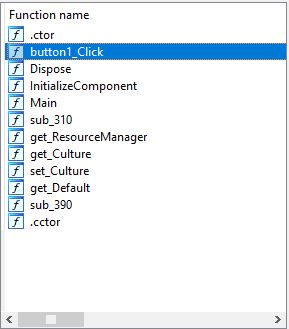 Function name
f .ctor
f button1_Click
f Dispose
f InitializeComponent
f Main
f sub_310
f get_ResourceManager
f get_Culture
f set_Culture
f get_Default
f sub_390
f .cctor